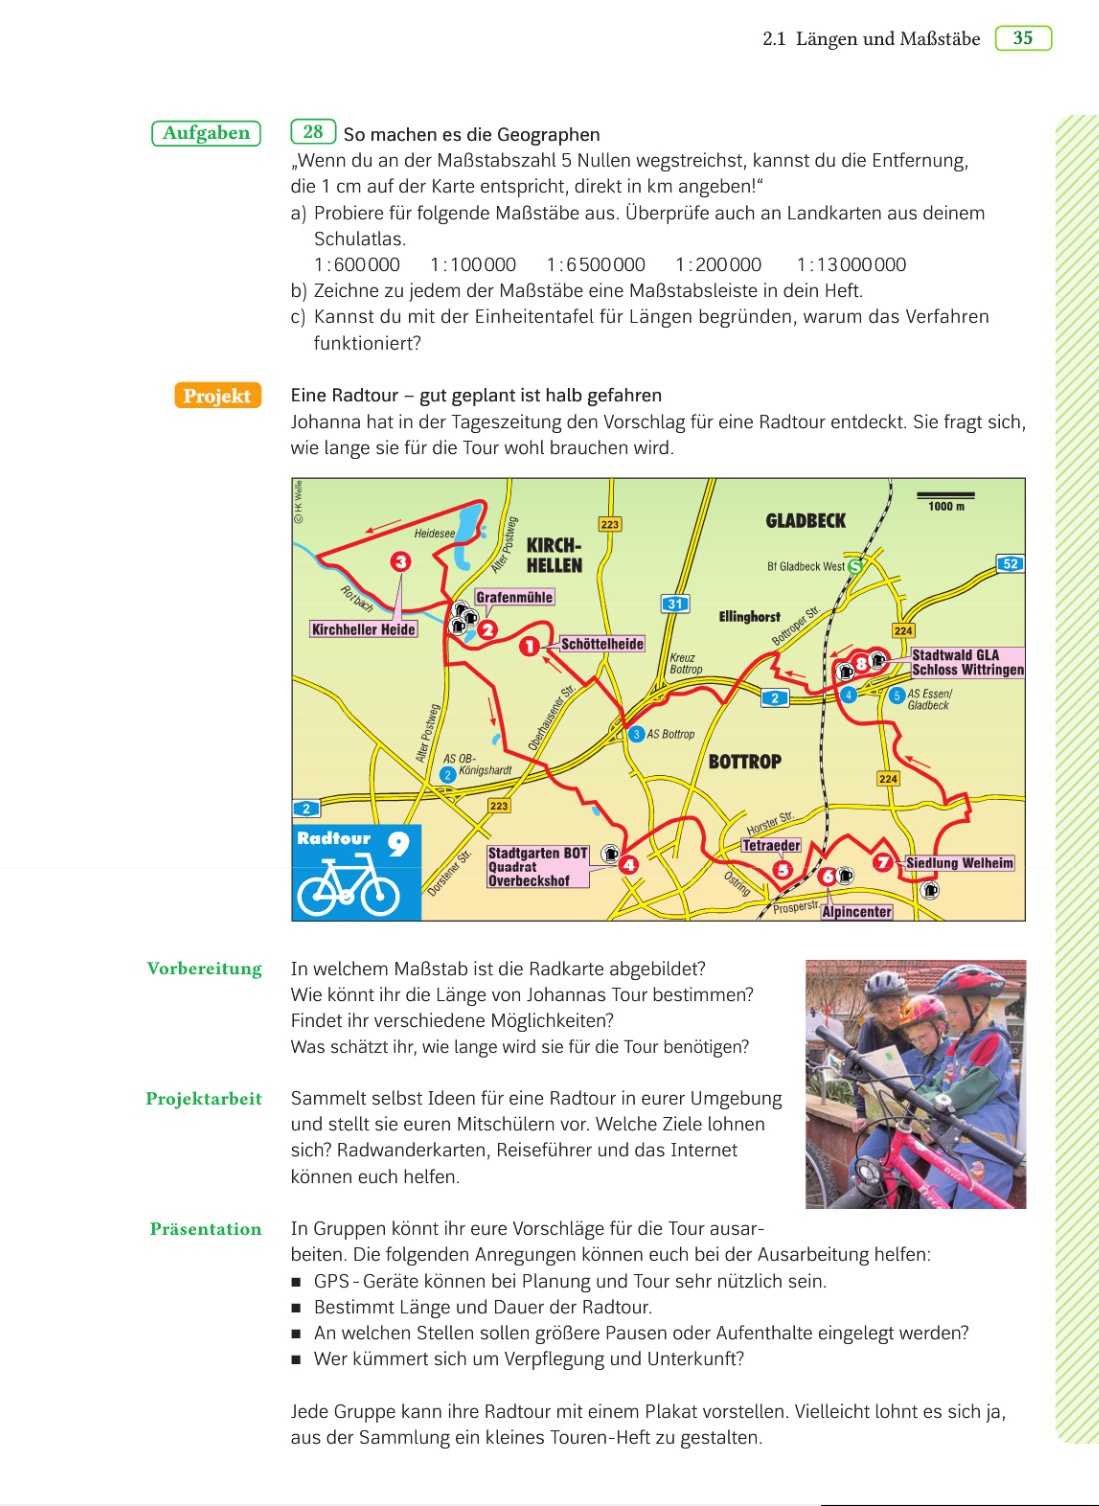 2.1 Längen und Maßstäbe 35
Aufgaben
28 So machen es die Geographen
„Wenn du an der Maßstabszahl 5 Nullen wegstreichst, kannst du die Entfernung,
die 1 cm auf der Karte entspricht, direkt in km angeben!“
a) Probiere für folgende Maßstäbe aus. Überprüfe auch an Landkarten aus deinem
Schulatlas.
1:600 000 1:100 000 1:6 500 000 1:200 000 1:13 000 000
b) Zeichne zu jedem der Maßstäbe eine Maßstabsleiste in dein Heft.
c) Kannst du mit der Einheitentafel für Längen begründen, warum das Verfahren
funktioniert?
Projekt
Eine Radtour – gut geplant ist halb gefahren
Johanna hat in der Tageszeitung den Vorschlag für eine Radtour entdeckt. Sie fragt sich,
wie lange sie für die Tour wohl brauchen wird.
© HK Welle
1000 m
GLADBECK
223
Heidesee
Alter Postweg
KIRCH-
HELLEN
3
Bf Gladbeck West S
52
Rotbach
Grafenmühle
31
Ellinghorst
Bottroper Str.
224
Kirchheller Heide
2
1
Schöttelheide
Kreuz
Bottrop
8
Stadtwald GLA
Schloss Wittringen
2
4
5
AS Essen/
Gladbeck
Alter Postweg
Oberhausener Str.
3
AS Bottrop
AS OB-
Königshardt
2
BOTTROP
224
2
223
Horster Str.
Radtour 9
Dorstener Str.
Stadtgarten BOT
Quadrat
Overbeckshof
4
Tetraeder
5
Ostring
6
7
Siedlung Welheim
Prosperstr.
Alpincenter
Vorbereitung
In welchem Maßstab ist die Radkarte abgebildet?
Wie könnt ihr die Länge von Johannas Tour bestimmen?
Findet ihr verschiedene Möglichkeiten?
Was schätzt ihr, wie lange wird sie für die Tour benötigen?
Projektarbeit
Sammelt selbst Ideen für eine Radtour in eurer Umgebung
und stellt sie euren Mitschülern vor. Welche Ziele lohnen
sich? Radwanderkarten, Reiseführer und das Internet
können euch helfen.
Präsentation
In Gruppen könnt ihr eure Vorschläge für die Tour ausar-
beiten. Die folgenden Anregungen können euch bei der Ausarbeitung helfen:
■ GPS-Geräte können bei Planung und Tour sehr nützlich sein.
■ Bestimmt Länge und Dauer der Radtour.
■ An welchen Stellen sollen größere Pausen oder Aufenthalte eingelegt werden?
■ Wer kümmert sich um Verpflegung und Unterkunft?
Jede Gruppe kann ihre Radtour mit einem Plakat vorstellen. Vielleicht lohnt es sich ja,
aus der Sammlung ein kleines Touren-Heft zu gestalten.